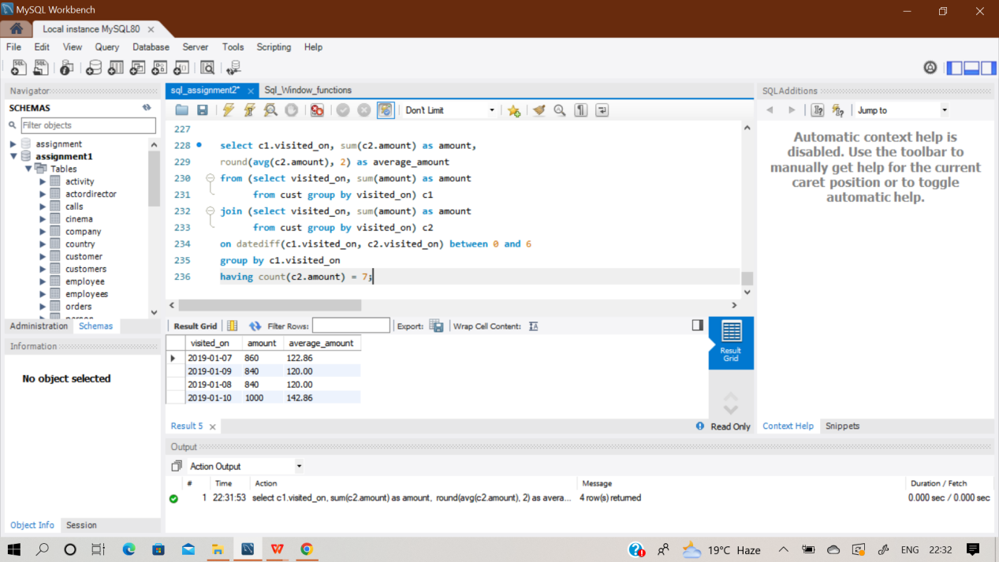 MySQL Workbench
Local instance MySQL80
File Edit View Query Database Server Tools Scripting Help
Navigator
SCHEMAS
Filter objects
assignment
assignment1
Tables
activity
actordirector
calls
cinema
company
country
customer
customers
employee
employees
orders
Administration Schemas
Information
No object selected
Object Info Session
sql_assignment2* Sql_Window_functions
Don't Limit
227
228 select c1.visited_on, sum(c2.amount) as amount,
229 round(avg(c2.amount), 2) as average_amount
230 from (select visited_on, sum(amount) as amount
231 from cust group by visited_on) c1
232 join (select visited_on, sum(amount) as amount
233 from cust group by visited_on) c2
234 on datediff(c1.visited_on, c2.visited_on) between 0 and 6
235 group by c1.visited_on
236 having count(c2.amount) = 7;
Result Grid Filter Rows: Export: Wrap Cell Content:
visited_on amount average_amount
2019-01-07 860 122.86
2019-01-09 840 120.00
2019-01-08 840 120.00
2019-01-10 1000 142.86
Result
Grid
Result 5 Read Only
SQLAdditions
Jump to
Automatic context help is
disabled. Use the toolbar to
manually get help for the current
caret position or to toggle
automatic help.
Context Help Snippets
Output
Action Output
# Time Action Message Duration / Fetch
1 22:31:53 select c1.visited_on, sum(c2.amount) as amount, round(avg(c2.amount), 2) as avera... 4 row(s) returned 0.000 sec / 0.000 sec
19°C Haze ENG 22:32